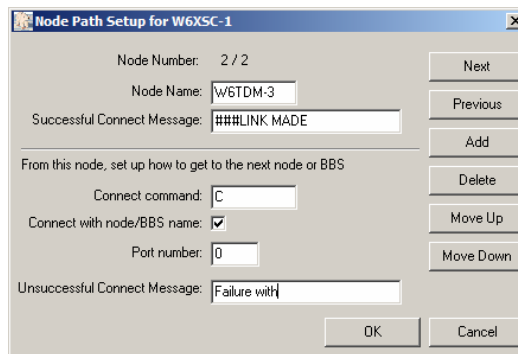 Node Path Setup for W6XSC-1
Node Number: 2 / 2
Node Name: W6TDM-3
Successful Connect Message: ###LINK MADE
From this node, set up how to get to the next node or BBS
Connect command: C
Connect with node/BBS name:
Port number: 0
Unsuccessful Connect Message: Failure with
Next
Previous
Add
Delete
Move Up
Move Down
OK
Cancel